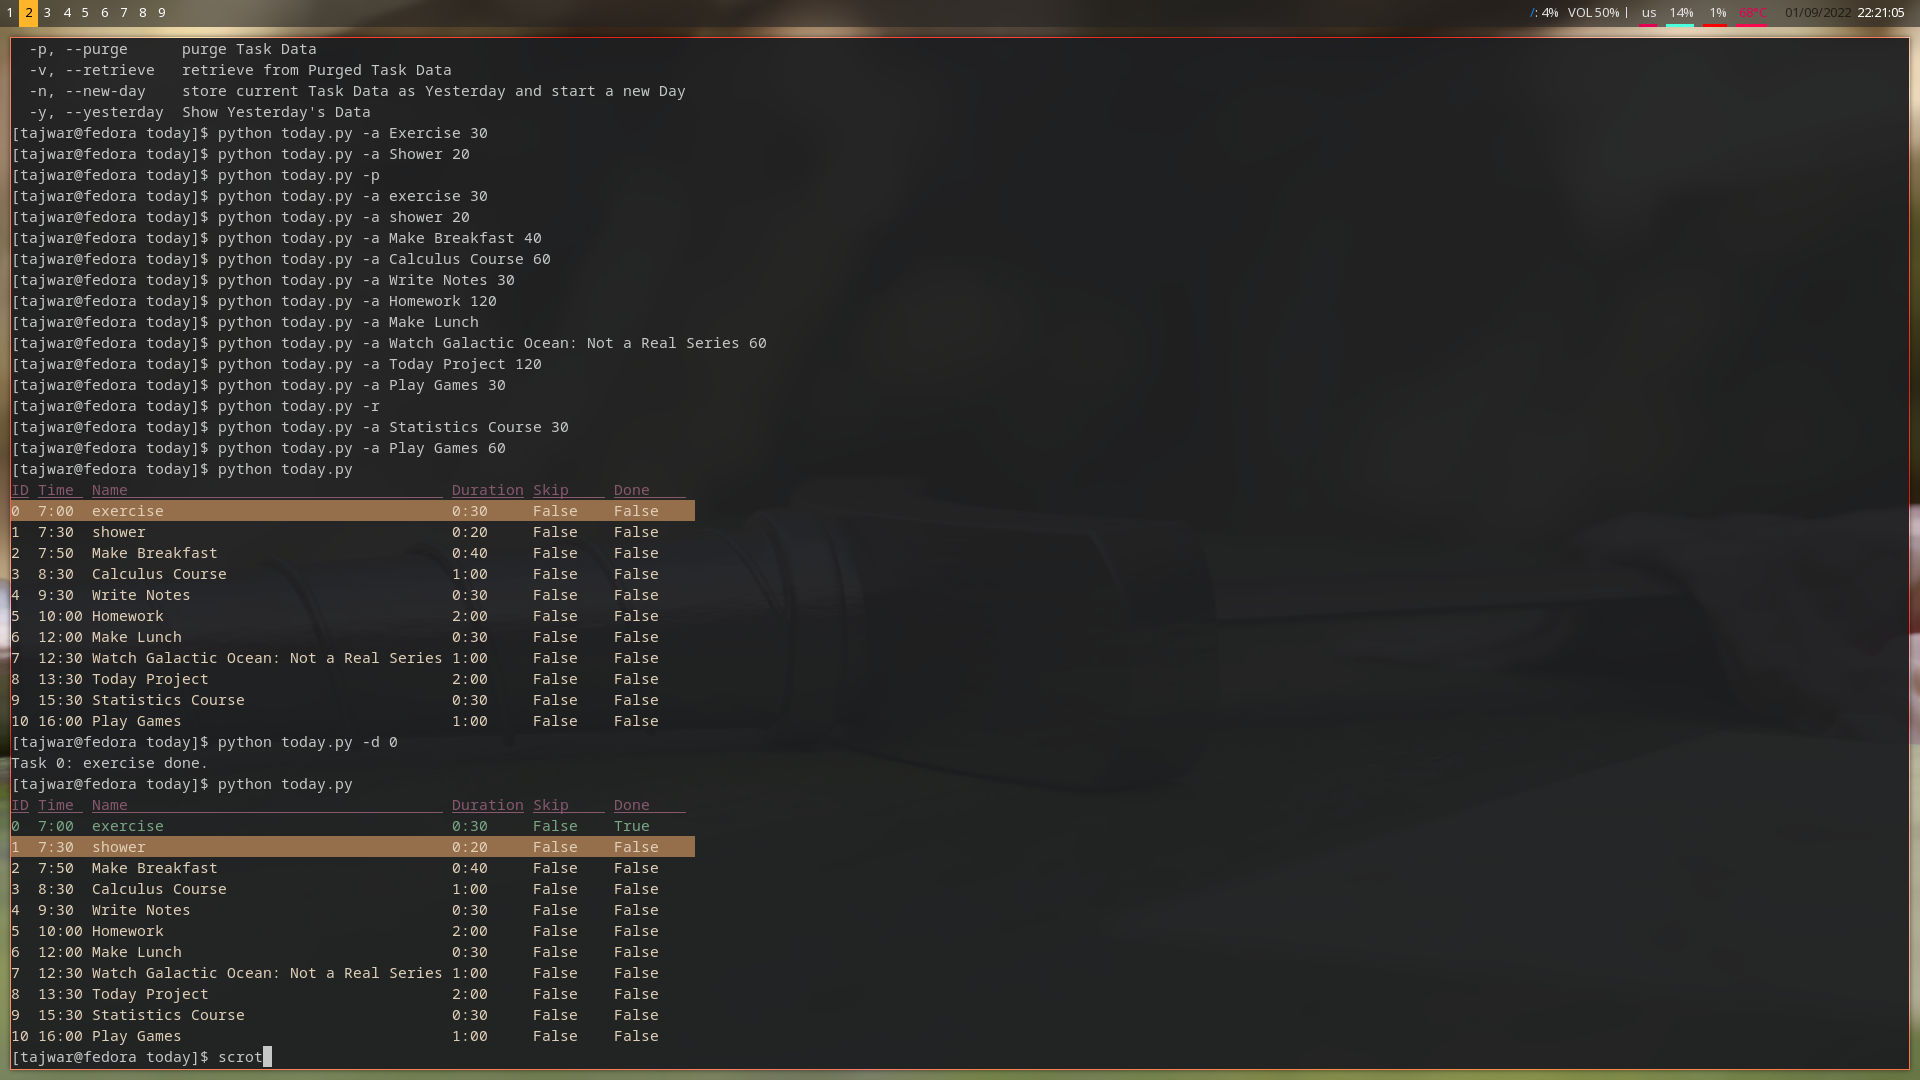 1 2 3 4 5 6 7 8 9 /: 4% VOL 50% | us 14% 1% 68°C 01/09/2022 22:21:05
-p, --purge purge Task Data
-v, --retrieve retrieve from Purged Task Data
-n, --new-day store current Task Data as Yesterday and start a new Day
-y, --yesterday Show Yesterday's Data
[tajwar@fedora today]$ python today.py -a Exercise 30
[tajwar@fedora today]$ python today.py -a Shower 20
[tajwar@fedora today]$ python today.py -p
[tajwar@fedora today]$ python today.py -a exercise 30
[tajwar@fedora today]$ python today.py -a shower 20
[tajwar@fedora today]$ python today.py -a Make Breakfast 40
[tajwar@fedora today]$ python today.py -a Calculus Course 60
[tajwar@fedora today]$ python today.py -a Write Notes 30
[tajwar@fedora today]$ python today.py -a Homework 120
[tajwar@fedora today]$ python today.py -a Make Lunch
[tajwar@fedora today]$ python today.py -a Watch Galactic Ocean: Not a Real Series 60
[tajwar@fedora today]$ python today.py -a Today Project 120
[tajwar@fedora today]$ python today.py -a Play Games 30
[tajwar@fedora today]$ python today.py -r
[tajwar@fedora today]$ python today.py -a Statistics Course 30
[tajwar@fedora today]$ python today.py -a Play Games 60
[tajwar@fedora today]$ python today.py
ID Time Name Duration Skip Done
0 7:00 exercise 0:30 False False
1 7:30 shower 0:20 False False
2 7:50 Make Breakfast 0:40 False False
3 8:30 Calculus Course 1:00 False False
4 9:30 Write Notes 0:30 False False
5 10:00 Homework 2:00 False False
6 12:00 Make Lunch 0:30 False False
7 12:30 Watch Galactic Ocean: Not a Real Series 1:00 False False
8 13:30 Today Project 2:00 False False
9 15:30 Statistics Course 0:30 False False
10 16:00 Play Games 1:00 False False
[tajwar@fedora today]$ python today.py -d 0
Task 0: exercise done.
[tajwar@fedora today]$ python today.py
ID Time Name Duration Skip Done
0 7:00 exercise 0:30 False True
1 7:30 shower 0:20 False False
2 7:50 Make Breakfast 0:40 False False
3 8:30 Calculus Course 1:00 False False
4 9:30 Write Notes 0:30 False False
5 10:00 Homework 2:00 False False
6 12:00 Make Lunch 0:30 False False
7 12:30 Watch Galactic Ocean: Not a Real Series 1:00 False False
8 13:30 Today Project 2:00 False False
9 15:30 Statistics Course 0:30 False False
10 16:00 Play Games 1:00 False False
[tajwar@fedora today]$ scrot